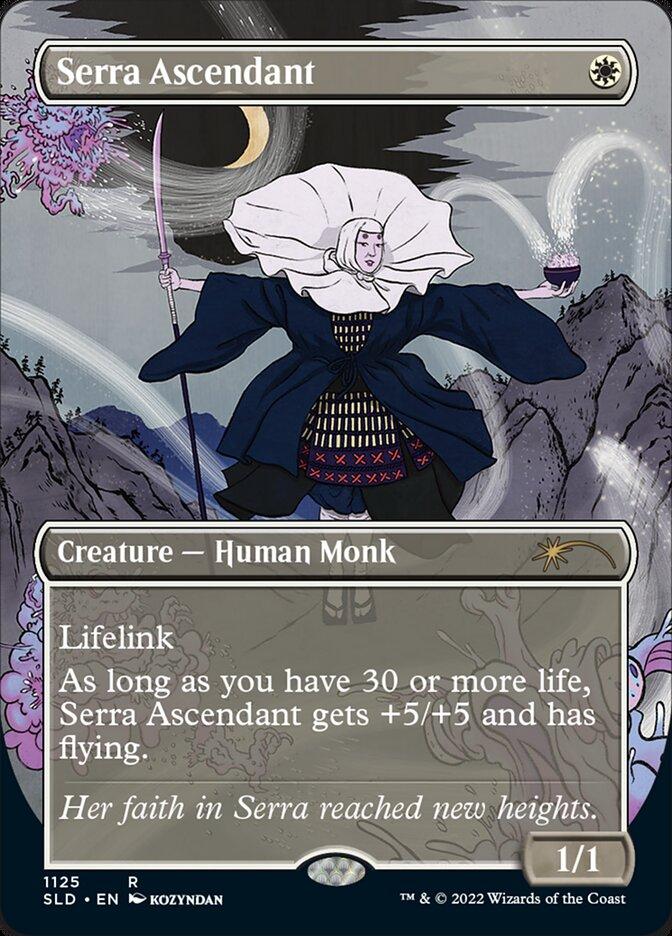 Serra Ascendant
Creature — Human Monk
Lifelink
As long as you have 30 or more life,
Serra Ascendant gets +5/+5 and has
flying.
Her faith in Serra reached new heights.
1/1
1125 R
SLD • EN KOZYNDAN
™ & © 2022 Wizards of the Coast